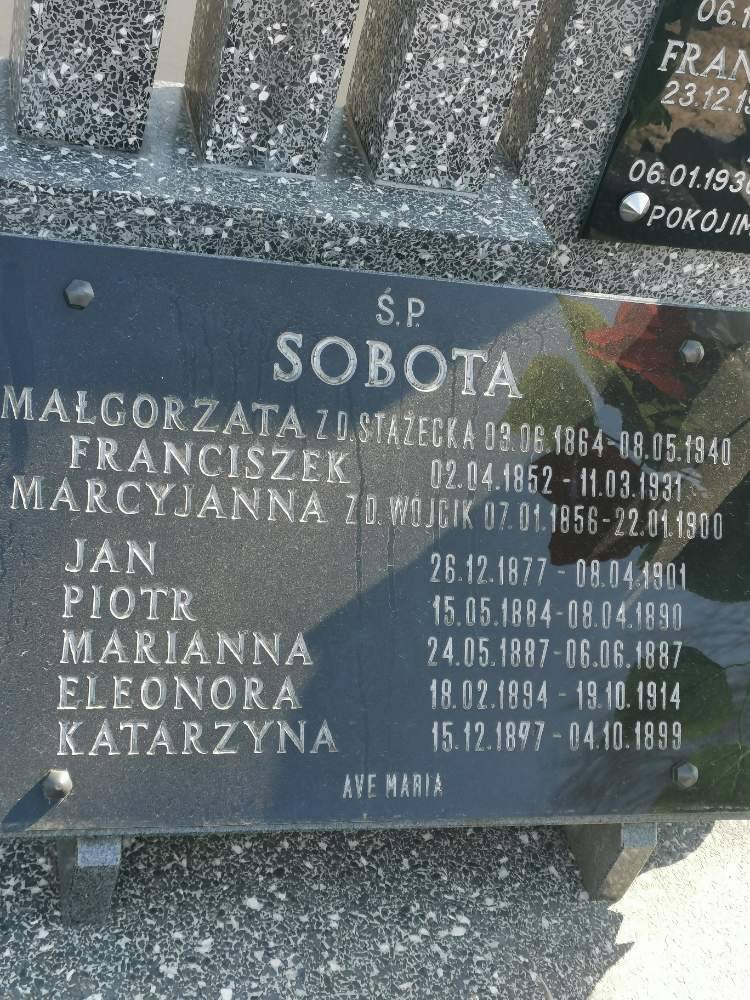 06.1
FRAN
23.12.1
06.01.193
POKÓJ IM
Ś.P.
SOBOTA
MAŁGORZATA Z D. STAŻECKA 09.06.1864-08.05.1940
FRANCISZEK 02.04.1852 - 11.03.1931
MARCYJANNA Z D. WÓJCIK 07.01.1856-22.01.1900
JAN 26.12.1877 - 08.04.1901
PIOTR 15.05.1884-08.04.1890
MARIANNA 24.05.1887-06.06.1887
ELEONORA 18.02.1894 - 19.10.1914
KATARZYNA 15.12.1897 - 04.10.1899
AVE MARIA